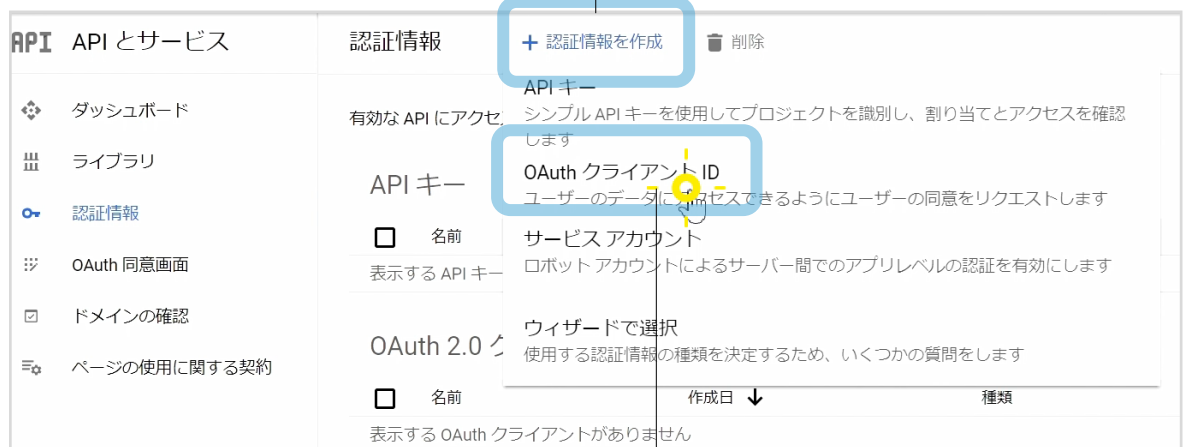 API APIとサービス
認証情報
+ 認証情報を作成
削除
ダッシュボード
ライブラリ
認証情報
OAuth 同意画面
ドメインの確認
ページの使用に関する契約
有効な API にアクセ
API キー
シンプル API キーを使用してプロジェクトを識別し、割り当てとアクセスを確認
します
OAuth クライアント ID
ユーザーのデータにアクセスできるようにユーザーの同意をリクエストします
サービス アカウント
ロボット アカウントによるサーバー間でのアプリレベルの認証を有効にします
ウィザードで選択
使用する認証情報の種類を決定するため、いくつかの質問をします
API キー
名前
表示する API キー
OAuth 2.0 ク
名前
作成日 ↓
種類
表示する OAuth クライアントがありません